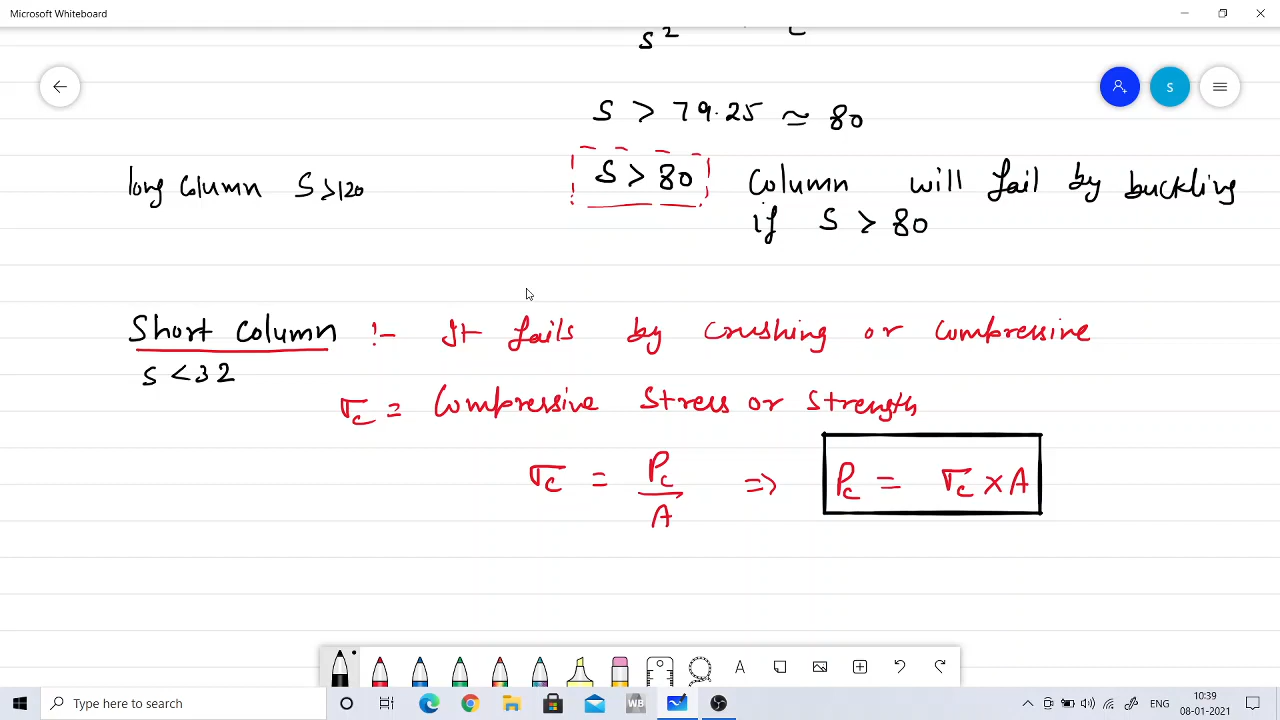 Microsoft Whiteboard
s²
S > 79.25 ≈ 80
long column S > 120
S > 80 Column will fail by buckling
if S > 80
S
Short column :- It fails by crushing or compressive
S < 32
σc = Compressive stress or strength
σc = Pc / A => Pc = σc × A
A
WB
Type here to search
ENG
10:39
08-01-2021